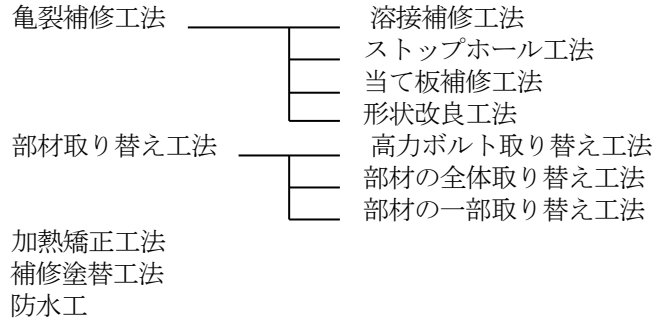 亀裂補修工法 溶接補修工法
ストップホール工法
当て板補修工法
形状改良工法
部材取り替え工法 高力ボルト取り替え工法
部材の全体取り替え工法
部材の一部取り替え工法
加熱矯正工法
補修塗替工法
防水工